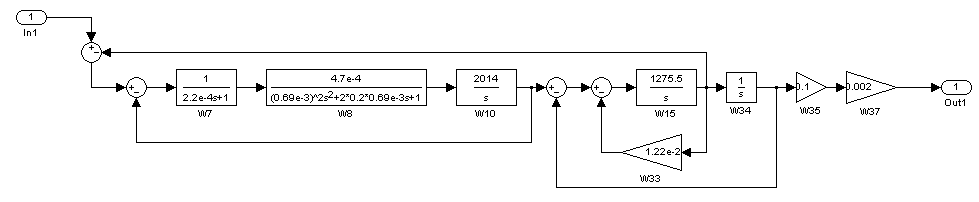 1
In1
1
2.2e-4s+1
W7
4.7e-4
(0.69e-3)^2s2+2*0.2*0.69e-3s+1
W8
2014
s
W10
1275.5
s
W15
1
s
W34
0.1
W35
0.002
W37
1
Out1
1.22e-2
W33